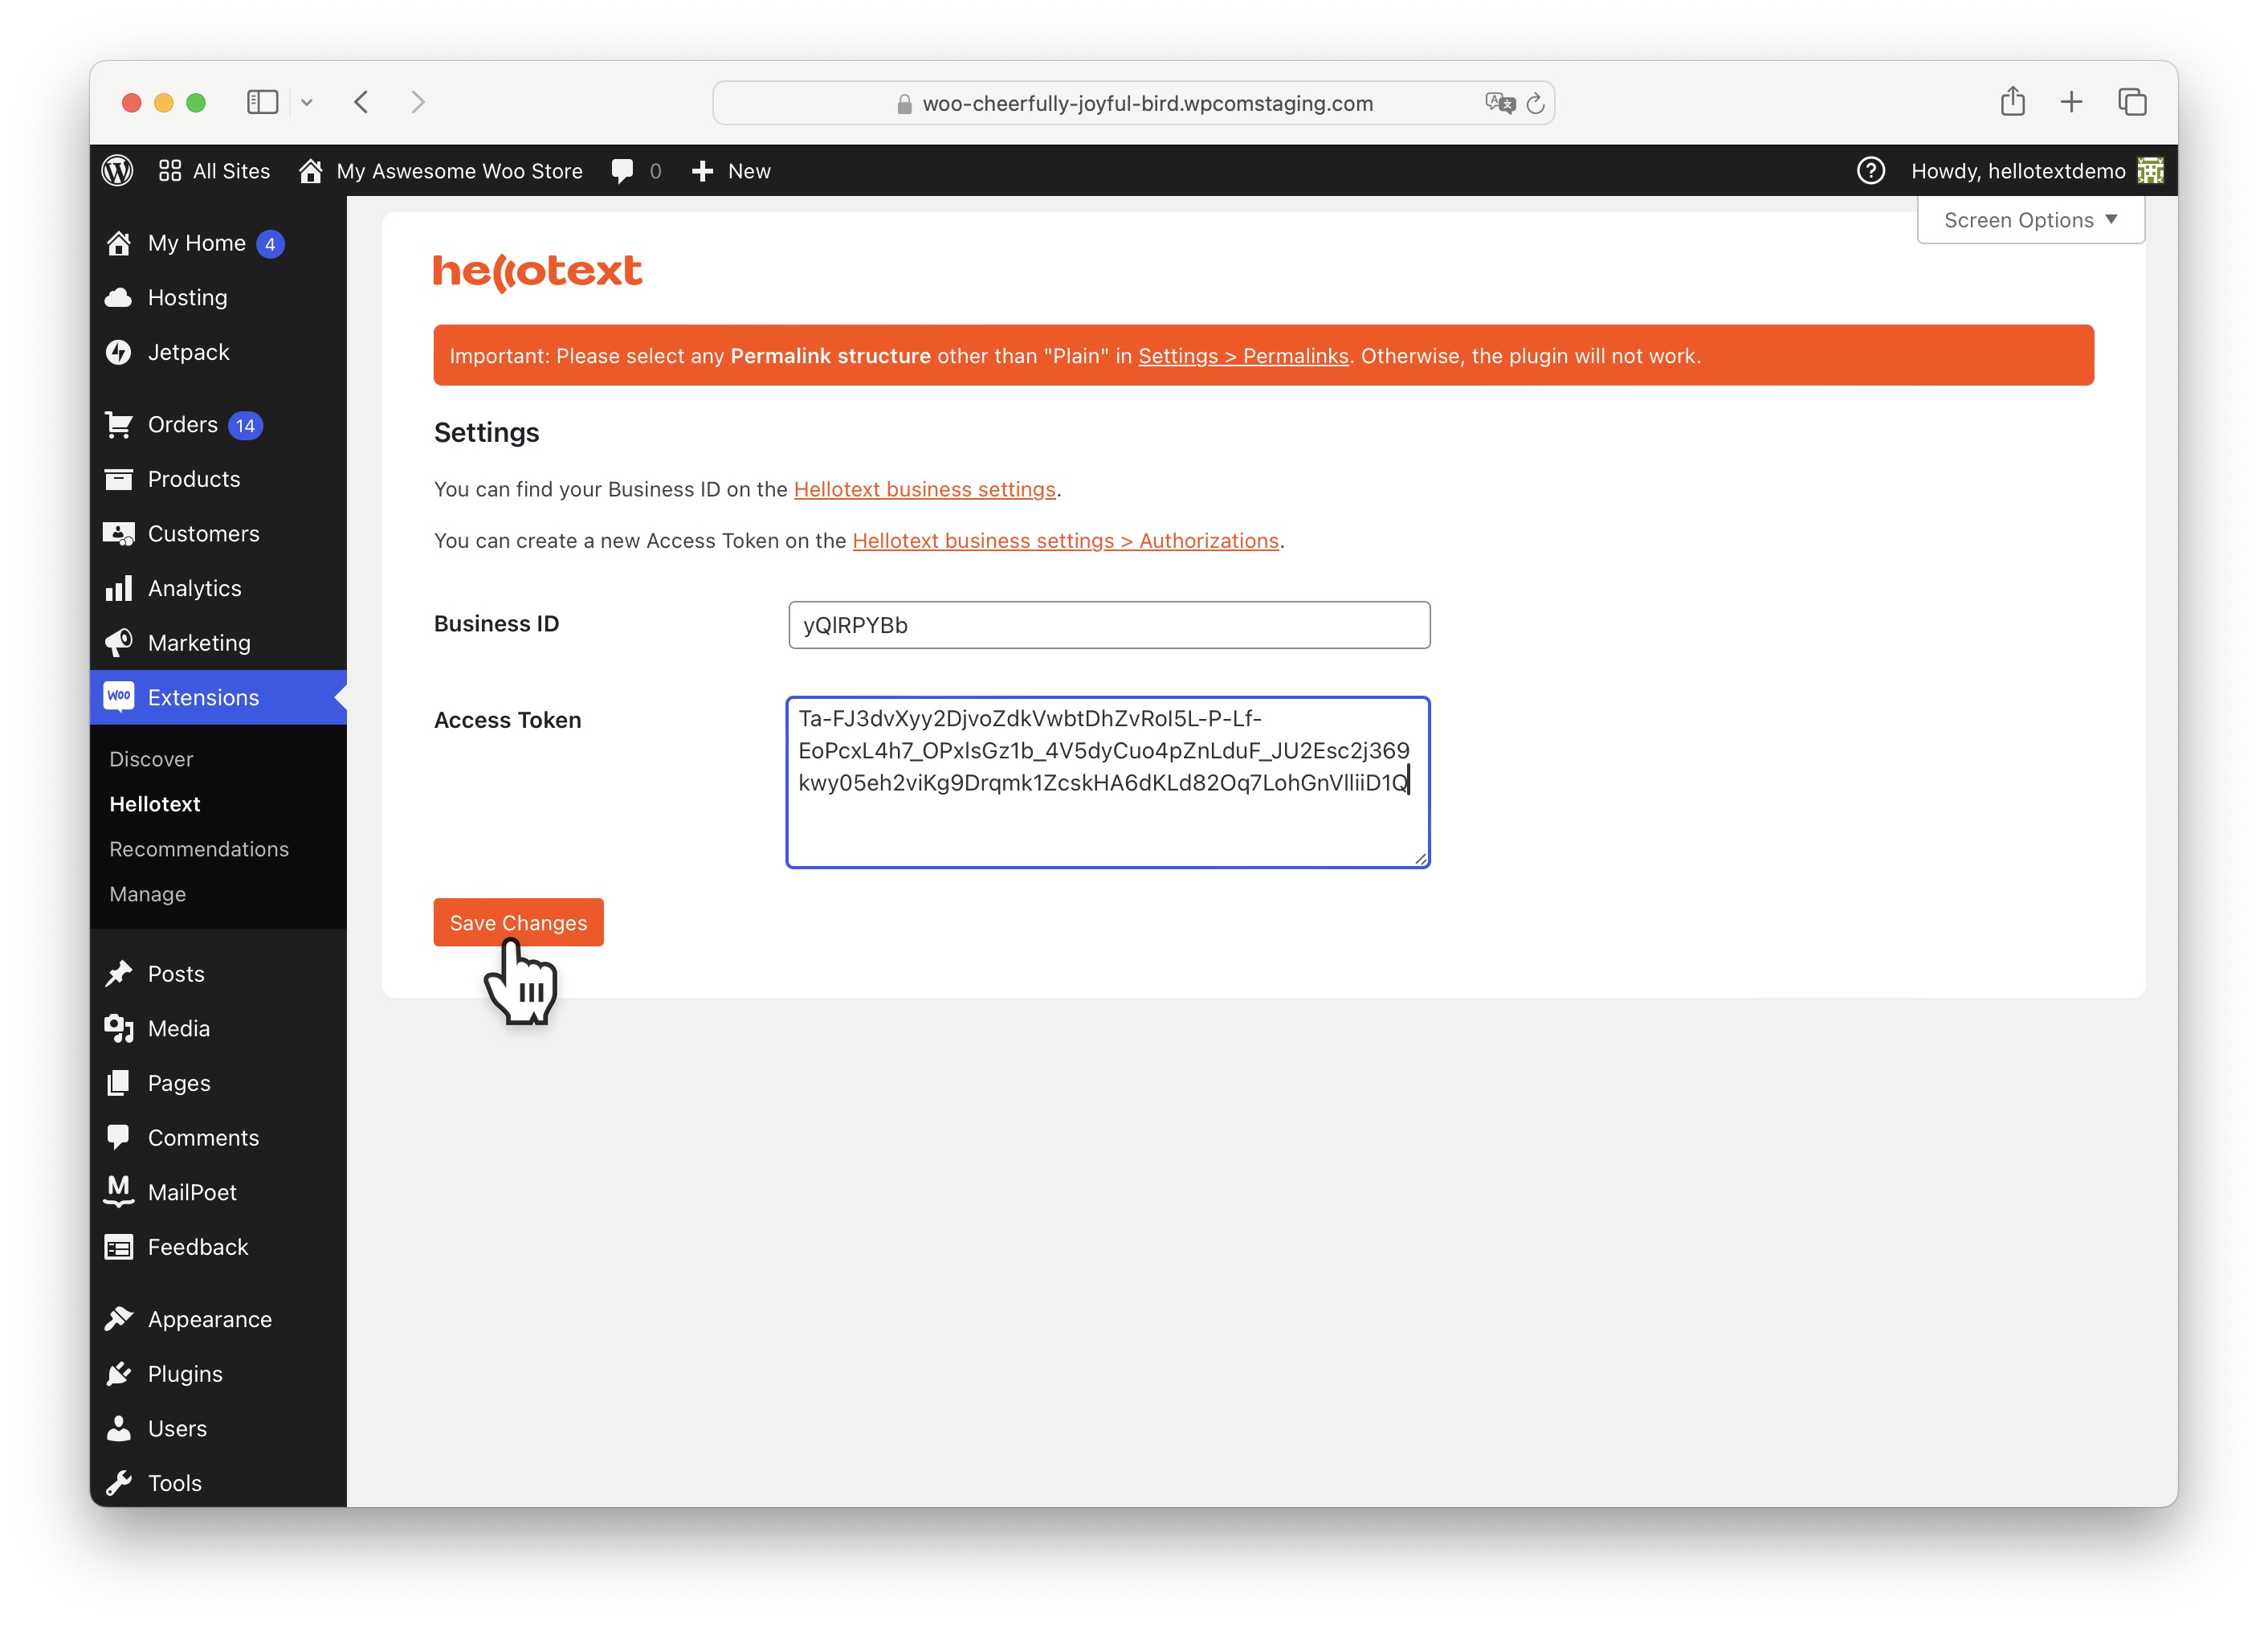 woo-cheerfully-joyful-bird.wpcomstaging.com
All Sites
My Aswesome Woo Store
0
New
Howdy, hellotextdemo
Screen Options
My Home 4
Hosting
Jetpack
Orders 14
Products
Customers
Analytics
Marketing
Woo Extensions
Discover
Hellotext
Recommendations
Manage
Posts
Media
Pages
Comments
MailPoet
Feedback
Appearance
Plugins
Users
Tools
hellotext
Important: Please select any Permalink structure other than "Plain" in Settings > Permalinks. Otherwise, the plugin will not work.
Settings
You can find your Business ID on the Hellotext business settings.
You can create a new Access Token on the Hellotext business settings > Authorizations.
Business ID
yQlRPYBb
Access Token
Ta-FJ3dvXyy2DjvoZdkVwbtDhZvRoI5L-P-Lf-
EoPcxL4h7_OPxlsGz1b_4V5dyCuo4pZnLduF_JU2Esc2j369
kwy05eh2viKg9Drqmk1ZcskHA6dKLd82Oq7LohGnVlliiD1Q
Save Changes